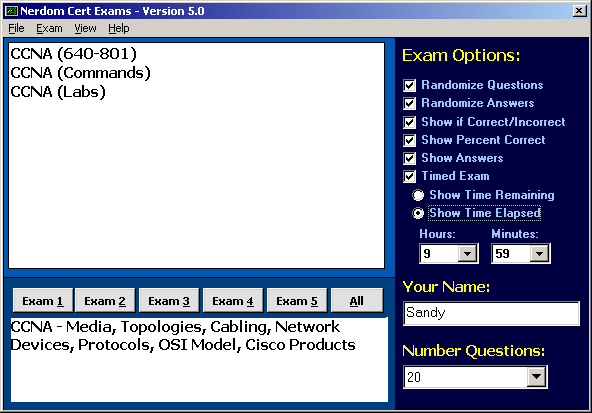 Nerdom Cert Exams - Version 5.0
File Exam View Help
CCNA (640-801)
CCNA (Commands)
CCNA (Labs)
Exam 1 Exam 2 Exam 3 Exam 4 Exam 5 All
CCNA - Media, Topologies, Cabling, Network
Devices, Protocols, OSI Model, Cisco Products
Exam Options:
Randomize Questions
Randomize Answers
Show if Correct/Incorrect
Show Percent Correct
Show Answers
Timed Exam
Show Time Remaining
Show Time Elapsed
Hours: Minutes:
9 59
Your Name:
Sandy
Number Questions:
20